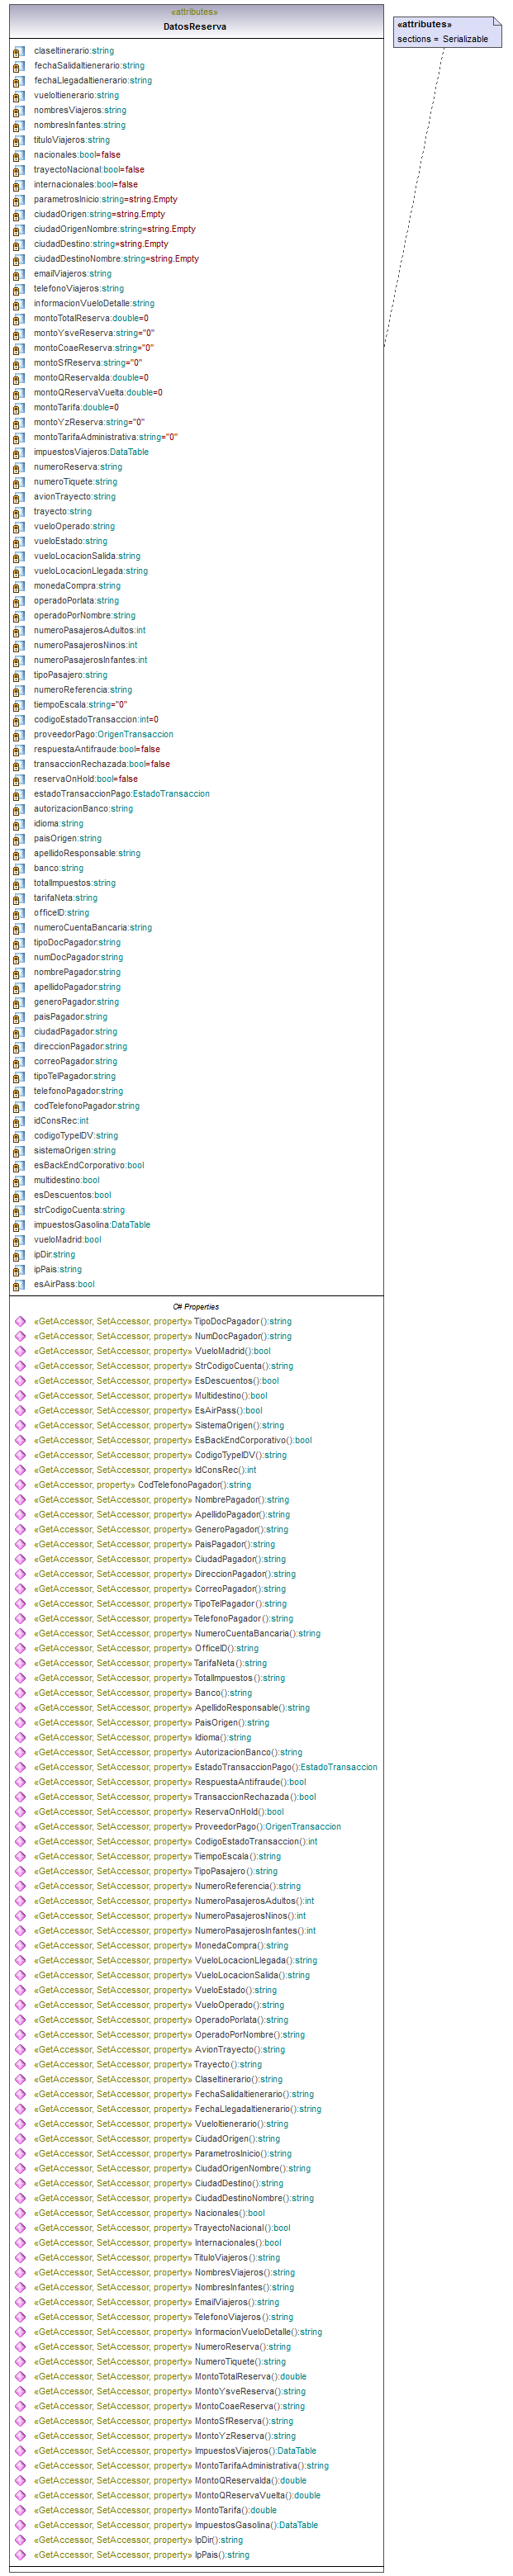 «attributes»
DatosReserva
«attributes»
sections = Serializable
claseItinerario:string
fechaSalidaItienerario:string
fechaLlegadaItienerario:string
vueloItienerario:string
nombresViajeros:string
nombresInfantes:string
tituloViajeros:string
nacionales:bool=false
trayectoNacional:bool=false
internacionales:bool=false
parametrosInicio:string=string.Empty
ciudadOrigen:string=string.Empty
ciudadOrigenNombre:string=string.Empty
ciudadDestino:string=string.Empty
ciudadDestinoNombre:string=string.Empty
emailViajeros:string
telefonoViajeros:string
informacionVueloDetalle:string
montoTotalReserva:double=0
montoYsveReserva:string="0"
montoCoaeReserva:string="0"
montoSfReserva:string="0"
montoQReservaIda:double=0
montoQReservaVuelta:double=0
montoTarifa:double=0
montoYzReserva:string="0"
montoTarifaAdministrativa:string="0"
impuestosViajeros:DataTable
numeroReserva:string
numeroTiquete:string
avionTrayecto:string
trayecto:string
vueloOperado:string
vueloEstado:string
vueloLocacionSalida:string
vueloLocacionLlegada:string
monedaCompra:string
operadoPorIata:string
operadoPorNombre:string
numeroPasajerosAdultos:int
numeroPasajerosNinos:int
numeroPasajerosInfantes:int
tipoPasajero:string
numeroReferencia:string
tiempoEscala:string="0"
codigoEstadoTransaccion:int=0
proveedorPago:OrigenTransaccion
respuestaAntifraude:bool=false
transaccionRechazada:bool=false
reservaOnHold:bool=false
estadoTransaccionPago:EstadoTransaccion
autorizacionBanco:string
idioma:string
paisOrigen:string
apellidoResponsable:string
banco:string
totalImpuestos:string
tarifaNeta:string
officeID:string
numeroCuentaBancaria:string
tipoDocPagador:string
numDocPagador:string
nombrePagador:string
apellidoPagador:string
generoPagador:string
paisPagador:string
ciudadPagador:string
direccionPagador:string
correoPagador:string
tipoTelPagador:string
telefonoPagador:string
codTelefonoPagador:string
idConsRec:int
codigoTypeIDV:string
sistemaOrigen:string
esBackEndCorporativo:bool
multidestino:bool
esDescuentos:bool
strCodigoCuenta:string
impuestosGasolina:DataTable
vueloMadrid:bool
ipDir:string
ipPais:string
esAirPass:bool
C# Properties
«GetAccessor, SetAccessor, property» TipoDocPagador():string
«GetAccessor, SetAccessor, property» NumDocPagador():string
«GetAccessor, SetAccessor, property» VueloMadrid():bool
«GetAccessor, SetAccessor, property» StrCodigoCuenta():string
«GetAccessor, SetAccessor, property» EsDescuentos():bool
«GetAccessor, SetAccessor, property» Multidestino():bool
«GetAccessor, SetAccessor, property» EsAirPass():bool
«GetAccessor, SetAccessor, property» SistemaOrigen():string
«GetAccessor, SetAccessor, property» EsBackEndCorporativo():bool
«GetAccessor, SetAccessor, property» CodigoTypeIDV():string
«GetAccessor, SetAccessor, property» IdConsRec():int
«GetAccessor, property» CodTelefonoPagador():string
«GetAccessor, SetAccessor, property» NombrePagador():string
«GetAccessor, SetAccessor, property» ApellidoPagador():string
«GetAccessor, SetAccessor, property» GeneroPagador():string
«GetAccessor, SetAccessor, property» PaisPagador():string
«GetAccessor, SetAccessor, property» CiudadPagador():string
«GetAccessor, SetAccessor, property» DireccionPagador():string
«GetAccessor, SetAccessor, property» CorreoPagador():string
«GetAccessor, SetAccessor, property» TipoTelPagador():string
«GetAccessor, SetAccessor, property» TelefonoPagador():string
«GetAccessor, SetAccessor, property» NumeroCuentaBancaria():string
«GetAccessor, SetAccessor, property» OfficeID():string
«GetAccessor, SetAccessor, property» TarifaNeta():string
«GetAccessor, SetAccessor, property» TotalImpuestos():string
«GetAccessor, SetAccessor, property» Banco():string
«GetAccessor, SetAccessor, property» ApellidoResponsable():string
«GetAccessor, SetAccessor, property» PaisOrigen():string
«GetAccessor, SetAccessor, property» Idioma():string
«GetAccessor, SetAccessor, property» AutorizacionBanco():string
«GetAccessor, SetAccessor, property» EstadoTransaccionPago():EstadoTransaccion
«GetAccessor, SetAccessor, property» RespuestaAntifraude():bool
«GetAccessor, SetAccessor, property» TransaccionRechazada():bool
«GetAccessor, SetAccessor, property» ReservaOnHold():bool
«GetAccessor, SetAccessor, property» ProveedorPago():OrigenTransaccion
«GetAccessor, SetAccessor, property» CodigoEstadoTransaccion():int
«GetAccessor, SetAccessor, property» TiempoEscala():string
«GetAccessor, SetAccessor, property» TipoPasajero():string
«GetAccessor, SetAccessor, property» NumeroReferencia():string
«GetAccessor, SetAccessor, property» NumeroPasajerosAdultos():int
«GetAccessor, SetAccessor, property» NumeroPasajerosNinos():int
«GetAccessor, SetAccessor, property» NumeroPasajerosInfantes():int
«GetAccessor, SetAccessor, property» MonedaCompra():string
«GetAccessor, SetAccessor, property» VueloLocacionLlegada():string
«GetAccessor, SetAccessor, property» VueloLocacionSalida():string
«GetAccessor, SetAccessor, property» VueloEstado():string
«GetAccessor, SetAccessor, property» VueloOperado():string
«GetAccessor, SetAccessor, property» OperadoPorIata():string
«GetAccessor, SetAccessor, property» OperadoPorNombre():string
«GetAccessor, SetAccessor, property» AvionTrayecto():string
«GetAccessor, SetAccessor, property» Trayecto():string
«GetAccessor, SetAccessor, property» ClaseItinerario():string
«GetAccessor, SetAccessor, property» FechaSalidaItienerario():string
«GetAccessor, SetAccessor, property» FechaLlegadaItienerario():string
«GetAccessor, SetAccessor, property» VueloItienerario():string
«GetAccessor, SetAccessor, property» CiudadOrigen():string
«GetAccessor, SetAccessor, property» ParametrosInicio():string
«GetAccessor, SetAccessor, property» CiudadOrigenNombre():string
«GetAccessor, SetAccessor, property» CiudadDestino():string
«GetAccessor, SetAccessor, property» CiudadDestinoNombre():string
«GetAccessor, SetAccessor, property» Nacionales():bool
«GetAccessor, SetAccessor, property» TrayectoNacional():bool
«GetAccessor, SetAccessor, property» Internacionales():bool
«GetAccessor, SetAccessor, property» TituloViajeros():string
«GetAccessor, SetAccessor, property» NombresViajeros():string
«GetAccessor, SetAccessor, property» NombresInfantes():string
«GetAccessor, SetAccessor, property» EmailViajeros():string
«GetAccessor, SetAccessor, property» TelefonoViajeros():string
«GetAccessor, SetAccessor, property» InformacionVueloDetalle():string
«GetAccessor, SetAccessor, property» NumeroReserva():string
«GetAccessor, SetAccessor, property» NumeroTiquete():string
«GetAccessor, SetAccessor, property» MontoTotalReserva():double
«GetAccessor, SetAccessor, property» MontoYsveReserva():string
«GetAccessor, SetAccessor, property» MontoCoaeReserva():string
«GetAccessor, SetAccessor, property» MontoSfReserva():string
«GetAccessor, SetAccessor, property» MontoYzReserva():string
«GetAccessor, SetAccessor, property» ImpuestosViajeros():DataTable
«GetAccessor, SetAccessor, property» MontoTarifaAdministrativa():string
«GetAccessor, SetAccessor, property» MontoQReservaIda():double
«GetAccessor, SetAccessor, property» MontoQReservaVuelta():double
«GetAccessor, SetAccessor, property» MontoTarifa():double
«GetAccessor, SetAccessor, property» ImpuestosGasolina():DataTable
«GetAccessor, SetAccessor, property» IpDir():string
«GetAccessor, SetAccessor, property» IpPais():string